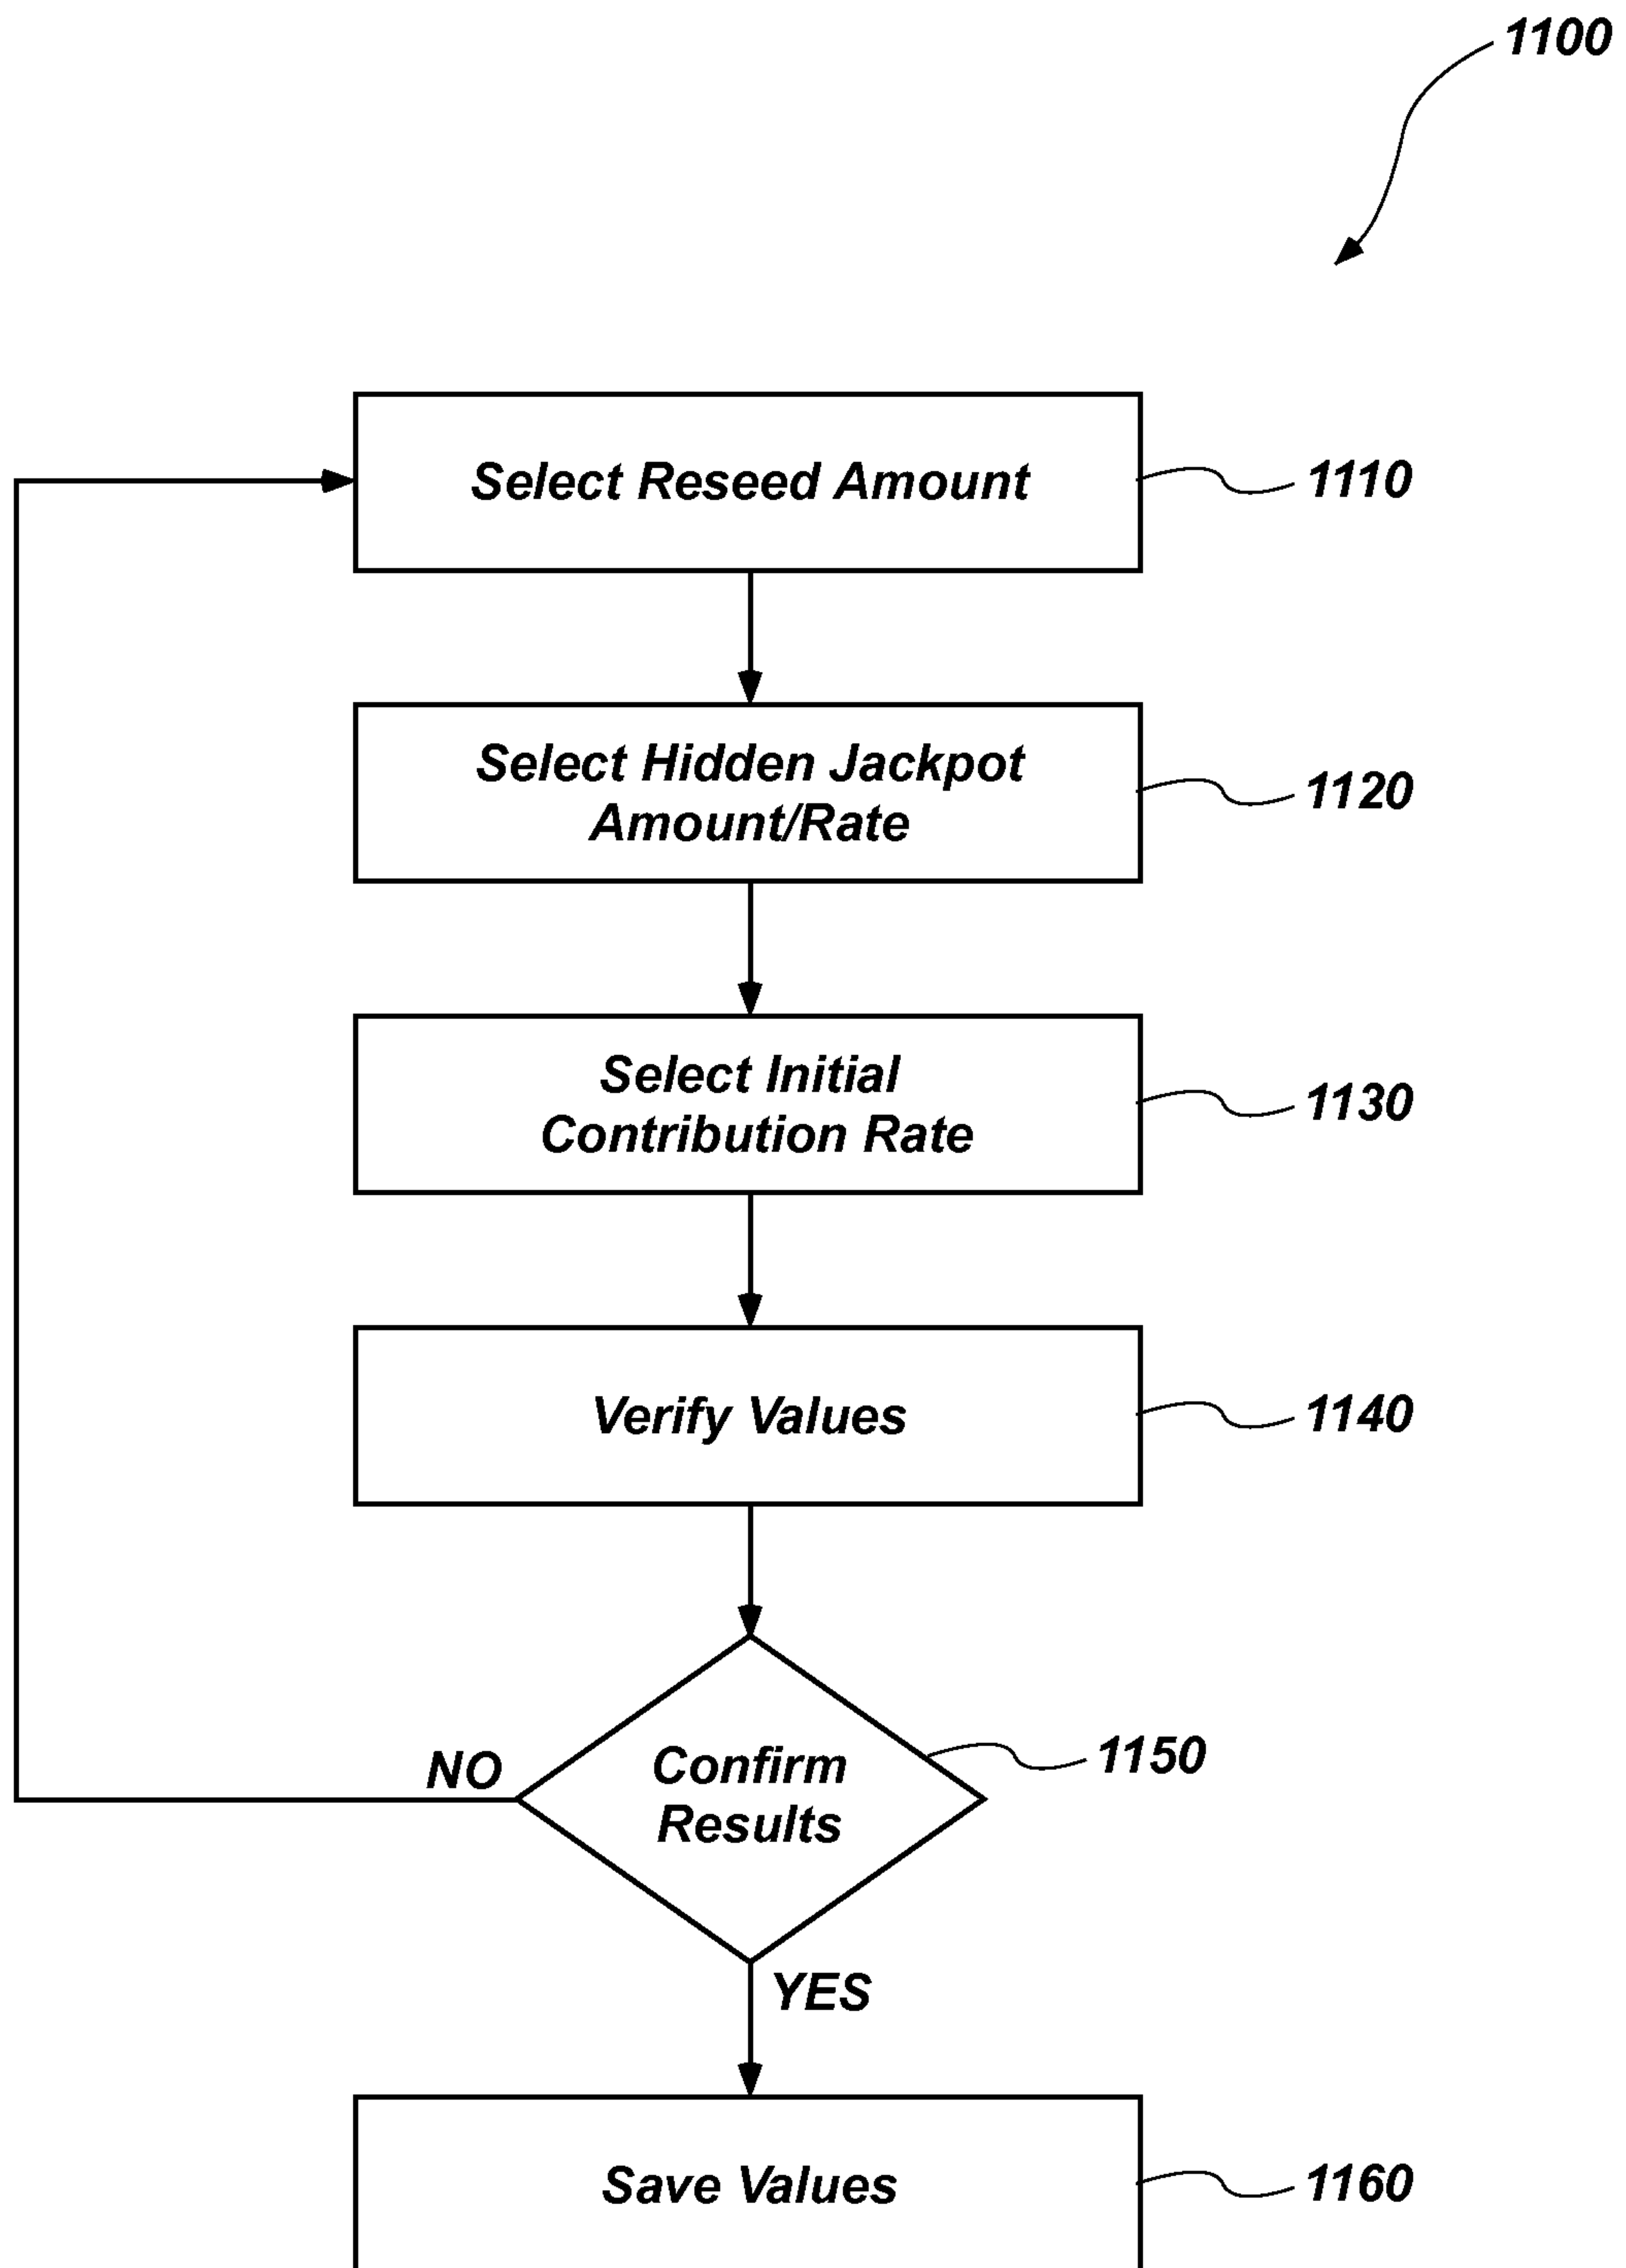 1100
Select Reseed Amount
1110
Select Hidden Jackpot
Amount/Rate
1120
Select Initial
Contribution Rate
1130
Verify Values
1140
Confirm
Results
1150
NO
YES
Save Values
1160